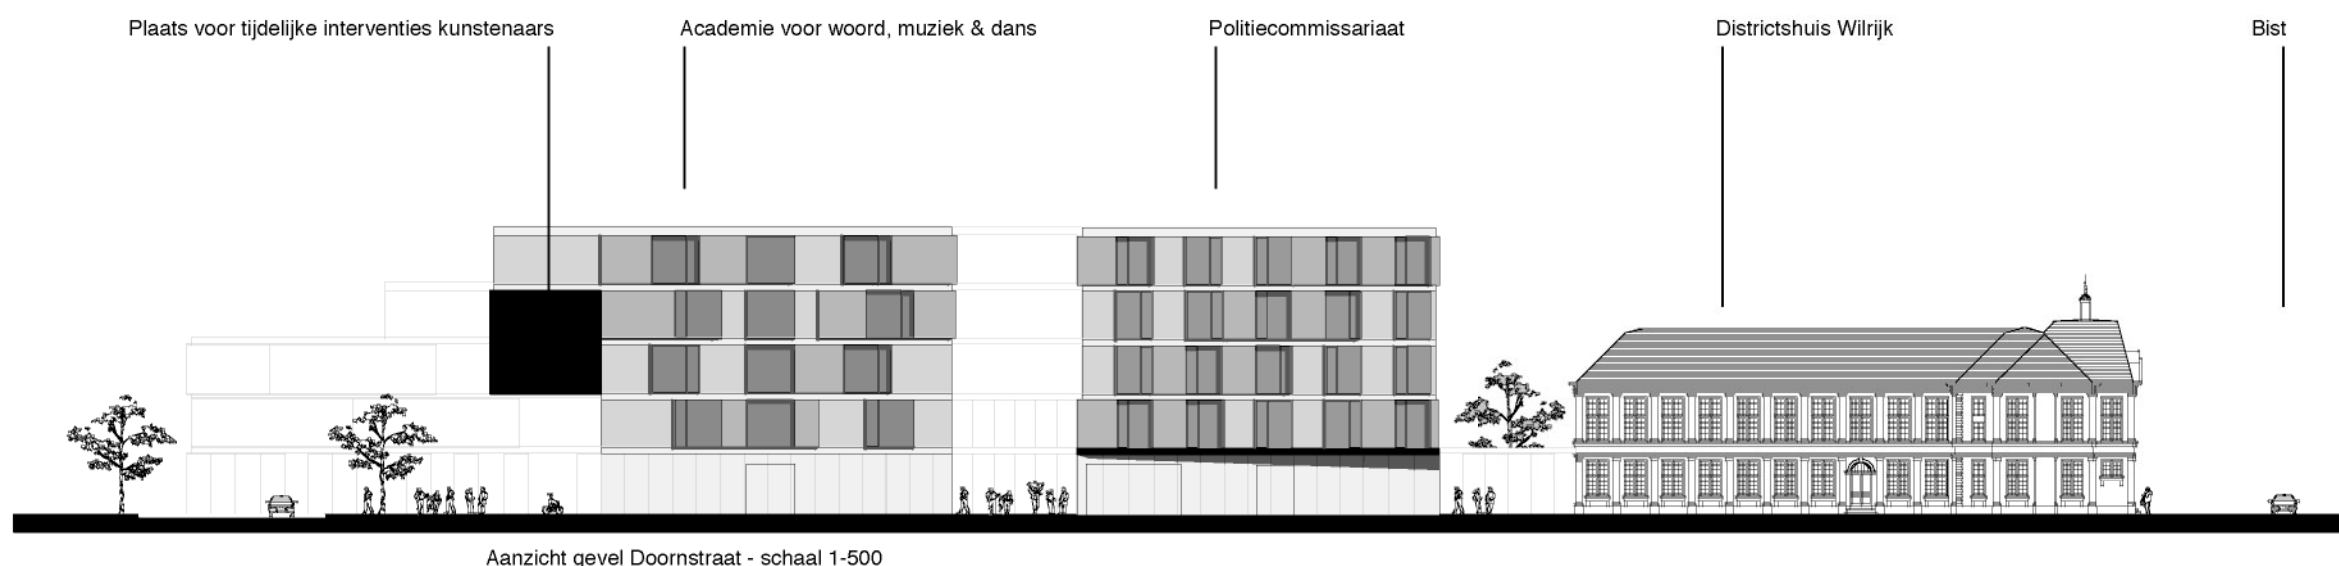 Plaats voor tijdelijke interventies kunstenaars
Academie voor woord, muziek & dans
Politiecommissariaat
Districtshuis Wilrijk
Bist
Aanzicht gevel Doornstraat - schaal 1-500